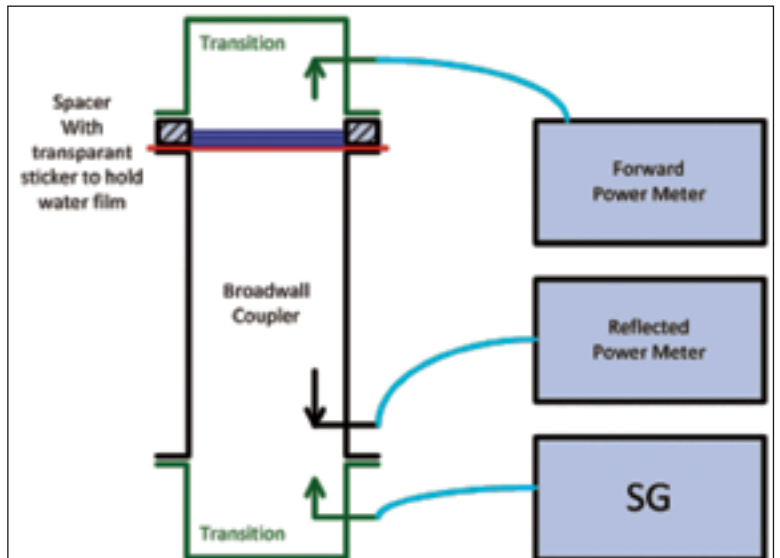 Transition
Spacer
With
transparant
sticker to hold
water film
Forward
Power Meter
Broadwall
Coupler
Reflected
Power Meter
SG
Transition